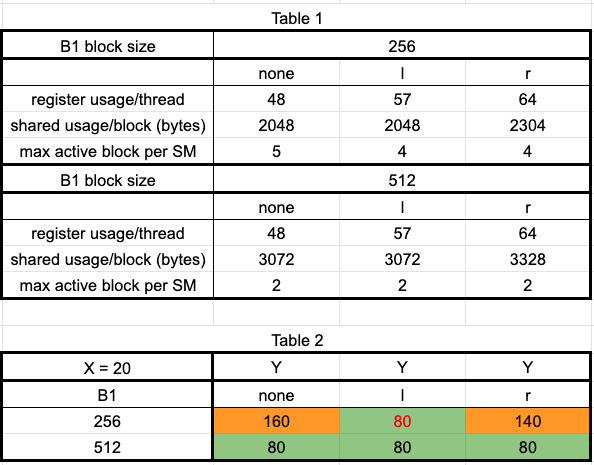 Table 1
B1 block size 256
none l r
register usage/thread 48 57 64
shared usage/block (bytes) 2048 2048 2304
max active block per SM 5 4 4
B1 block size 512
none l r
register usage/thread 48 57 64
shared usage/block (bytes) 3072 3072 3328
max active block per SM 2 2 2
Table 2
X = 20 Y Y Y
B1 none l r
256 160 80 140
512 80 80 80